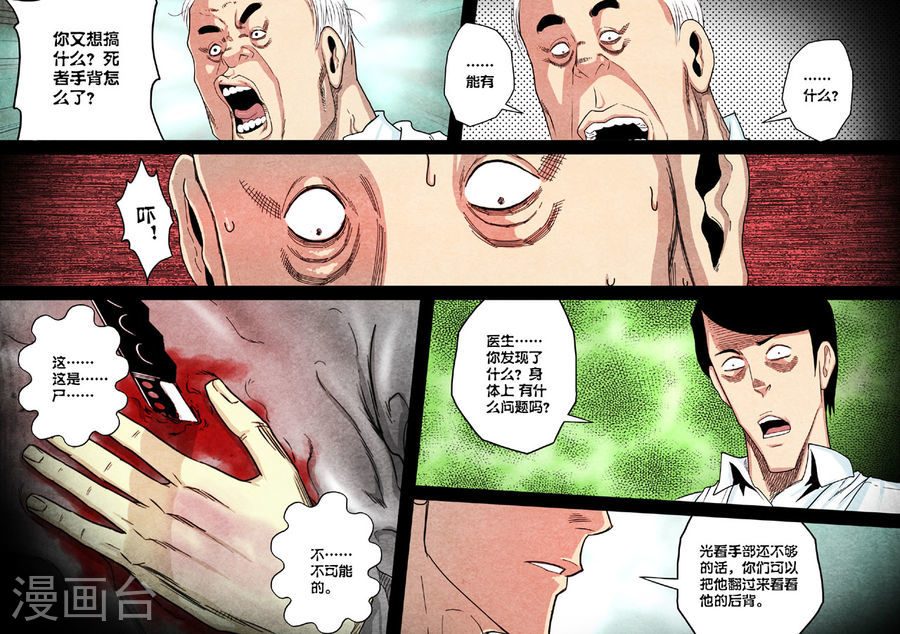 你又想搞
什么？死
者手背怎
么了？
……
能有
……
什么？
吓！
这……
这是……
尸……
不……
不可能
的。
医生……
你发现了
什么？身
体上 有什
么问题吗？
光看手部还不够
的话，你们可以
把他翻过来看看
他的后背。
漫画台